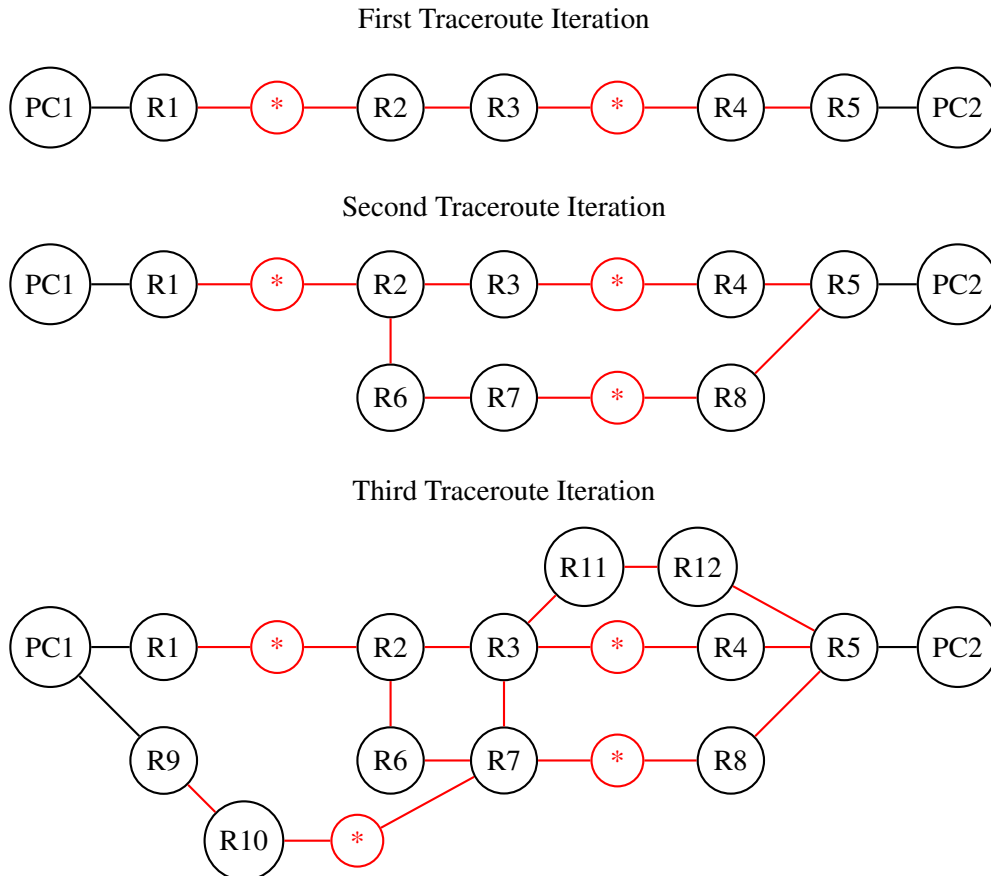 First Traceroute Iteration
PC1 R1 * R2 R3 * R4 R5 PC2
Second Traceroute Iteration
PC1 R1 * R2 R3 * R4 R5 PC2
R6 R7 * R8
Third Traceroute Iteration
R11 R12
PC1 R1 * R2 R3 * R4 R5 PC2
R9 R6 R7 * R8
R10 *